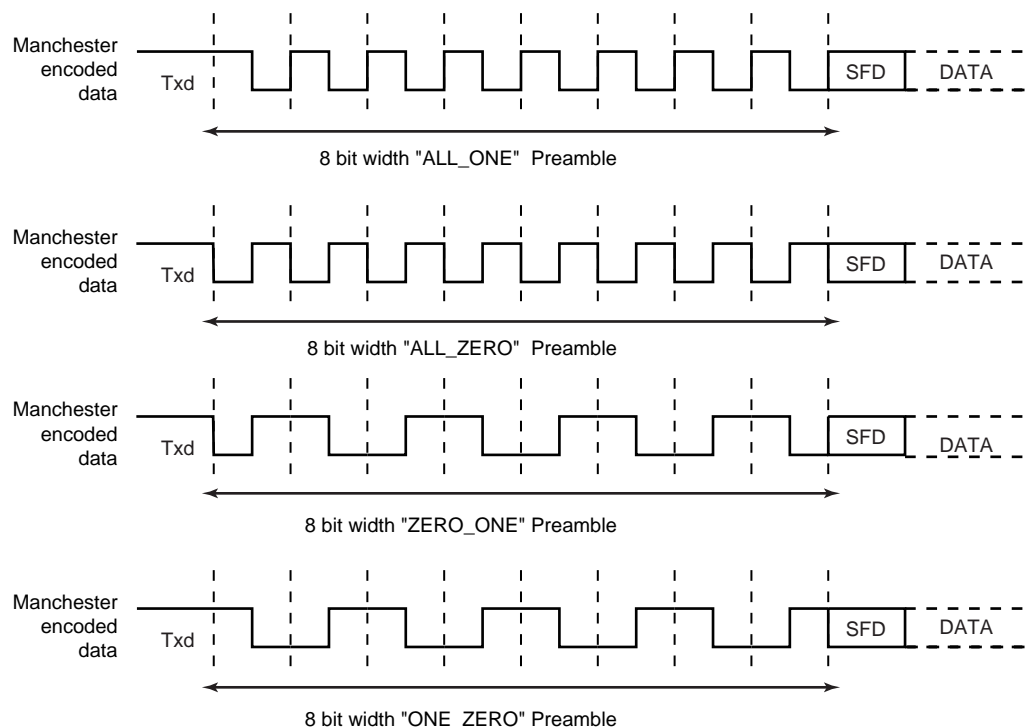 Manchester
encoded
data
Txd
SFD
DATA
8 bit width "ALL_ONE" Preamble
Manchester
encoded
data
Txd
SFD
DATA
8 bit width "ALL_ZERO" Preamble
Manchester
encoded
data
Txd
SFD
DATA
8 bit width "ZERO_ONE" Preamble
Manchester
encoded
data
Txd
SFD
DATA
8 bit width "ONE_ZERO" Preamble